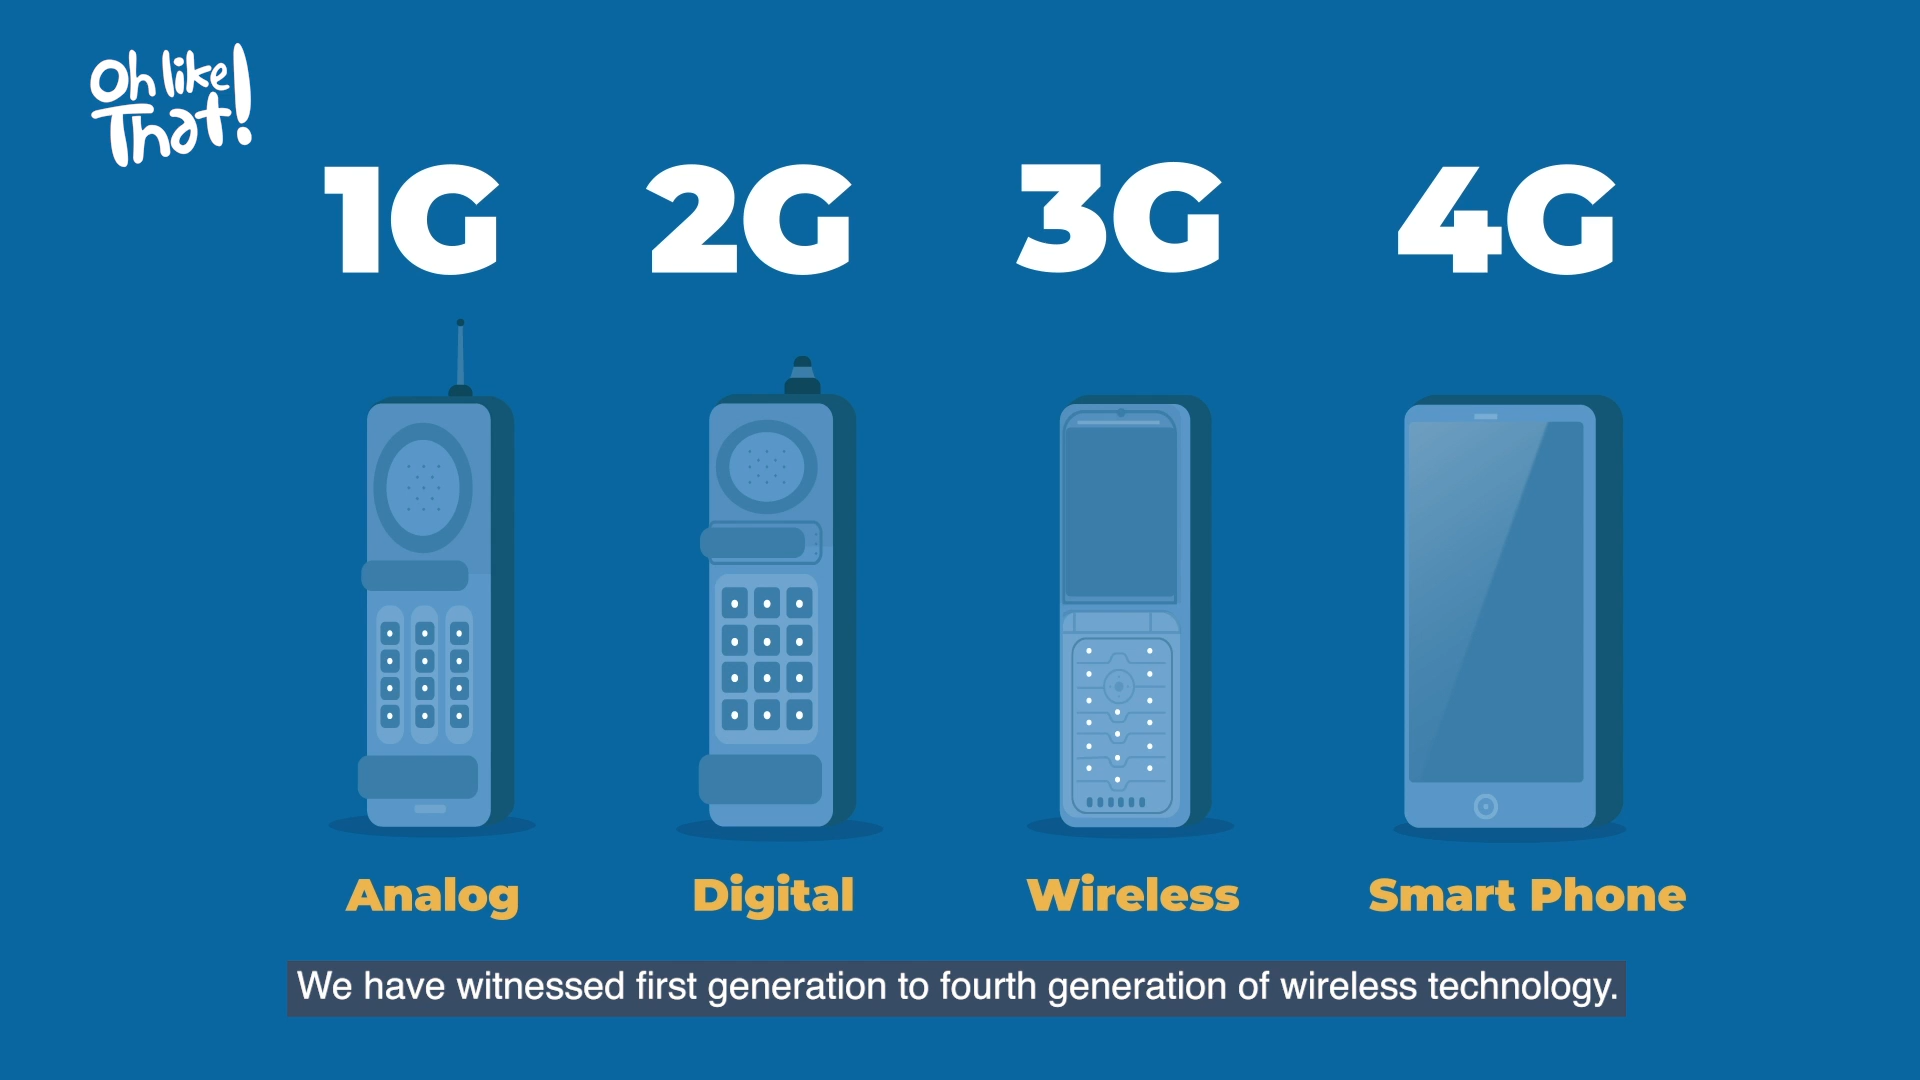 Oh like
That!
1G 2G 3G 4G
Analog Digital Wireless Smart Phone
We have witnessed first generation to fourth generation of wireless technology.